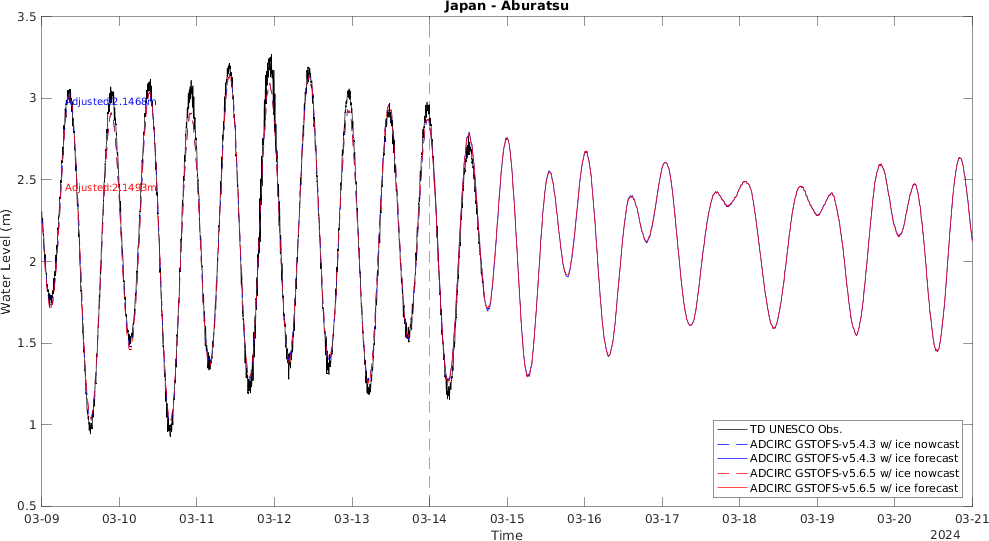 Japan - Aburatsu
3.5
3
2.5
2
1.5
1
0.5
Water Level (m)
Adjusted:2.1468m
Adjusted:2.1493m
TD UNESCO Obs.
ADCIRC GSTOFS-v5.4.3 w/ ice nowcast
ADCIRC GSTOFS-v5.4.3 w/ ice forecast
ADCIRC GSTOFS-v5.6.5 w/ ice nowcast
ADCIRC GSTOFS-v5.6.5 w/ ice forecast
03-09 03-10 03-11 03-12 03-13 03-14 03-15 03-16 03-17 03-18 03-19 03-20 03-21
Time
2024